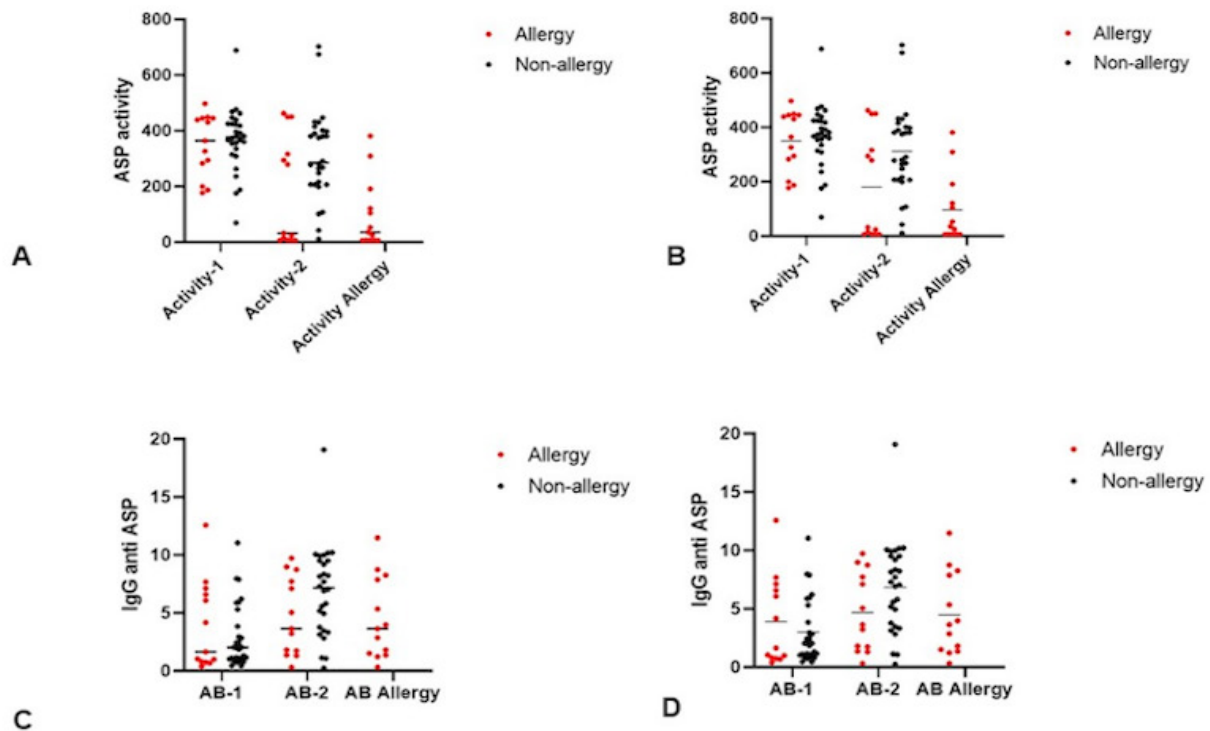 800
600
400
200
0
ASP activity
Activity-1
Activity-2
Activity Allergy
Allergy
Non-allergy
A
800
600
400
200
0
ASP activity
Activity-1
Activity-2
Activity Allergy
Allergy
Non-allergy
B
20
15
10
5
0
IgG anti ASP
AB-1 AB-2 AB Allergy
Allergy
Non-allergy
C
20
15
10
5
0
IgG anti ASP
AB-1 AB-2 AB Allergy
Allergy
Non-allergy
D